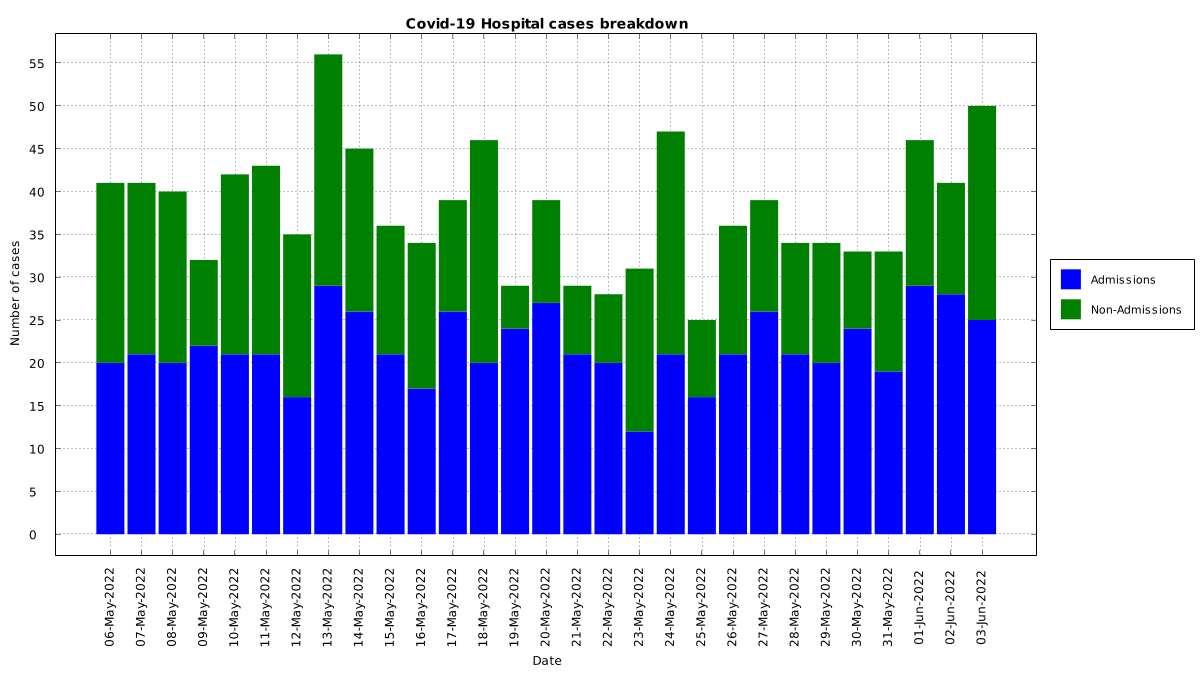 Covid-19 Hospital cases breakdown
Number of cases
55
50
45
40
35
30
25
20
15
10
5
0
06-May-2022
07-May-2022
08-May-2022
09-May-2022
10-May-2022
11-May-2022
12-May-2022
13-May-2022
14-May-2022
15-May-2022
16-May-2022
17-May-2022
18-May-2022
19-May-2022
20-May-2022
21-May-2022
22-May-2022
23-May-2022
24-May-2022
25-May-2022
26-May-2022
27-May-2022
28-May-2022
29-May-2022
30-May-2022
31-May-2022
01-Jun-2022
02-Jun-2022
03-Jun-2022
Date
Admissions
Non-Admissions